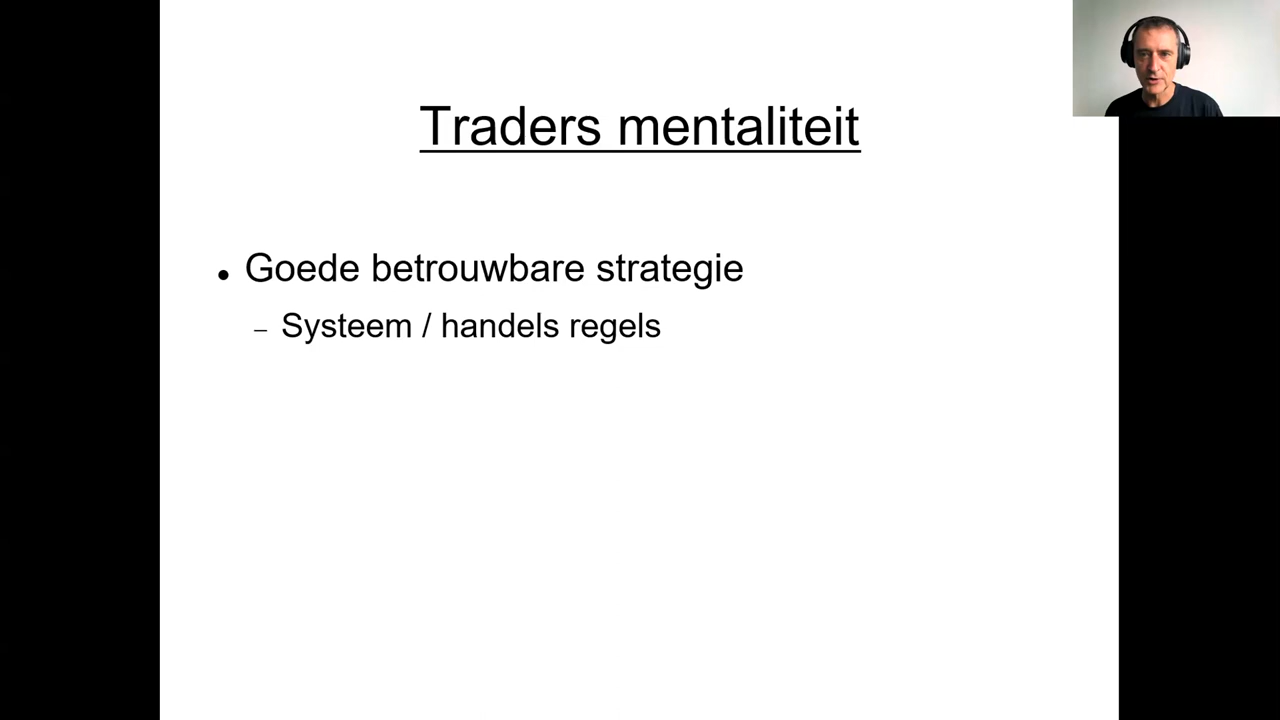 Traders mentaliteit
● Goede betrouwbare strategie
– Systeem / handels regels